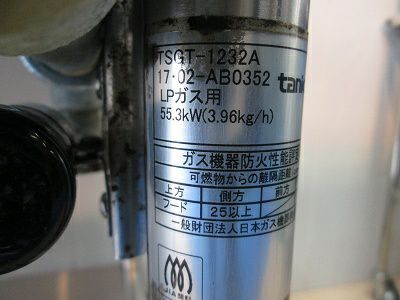 TSGT-1232A
17・02-AB0352
LPガス用
tanic
55.3kW(3.96kg/h)
ガス機器防火性能評
可燃物からの離隔距離
上方 側方 前方
フード 25以上
一般財団法人日本ガス機器
JIA